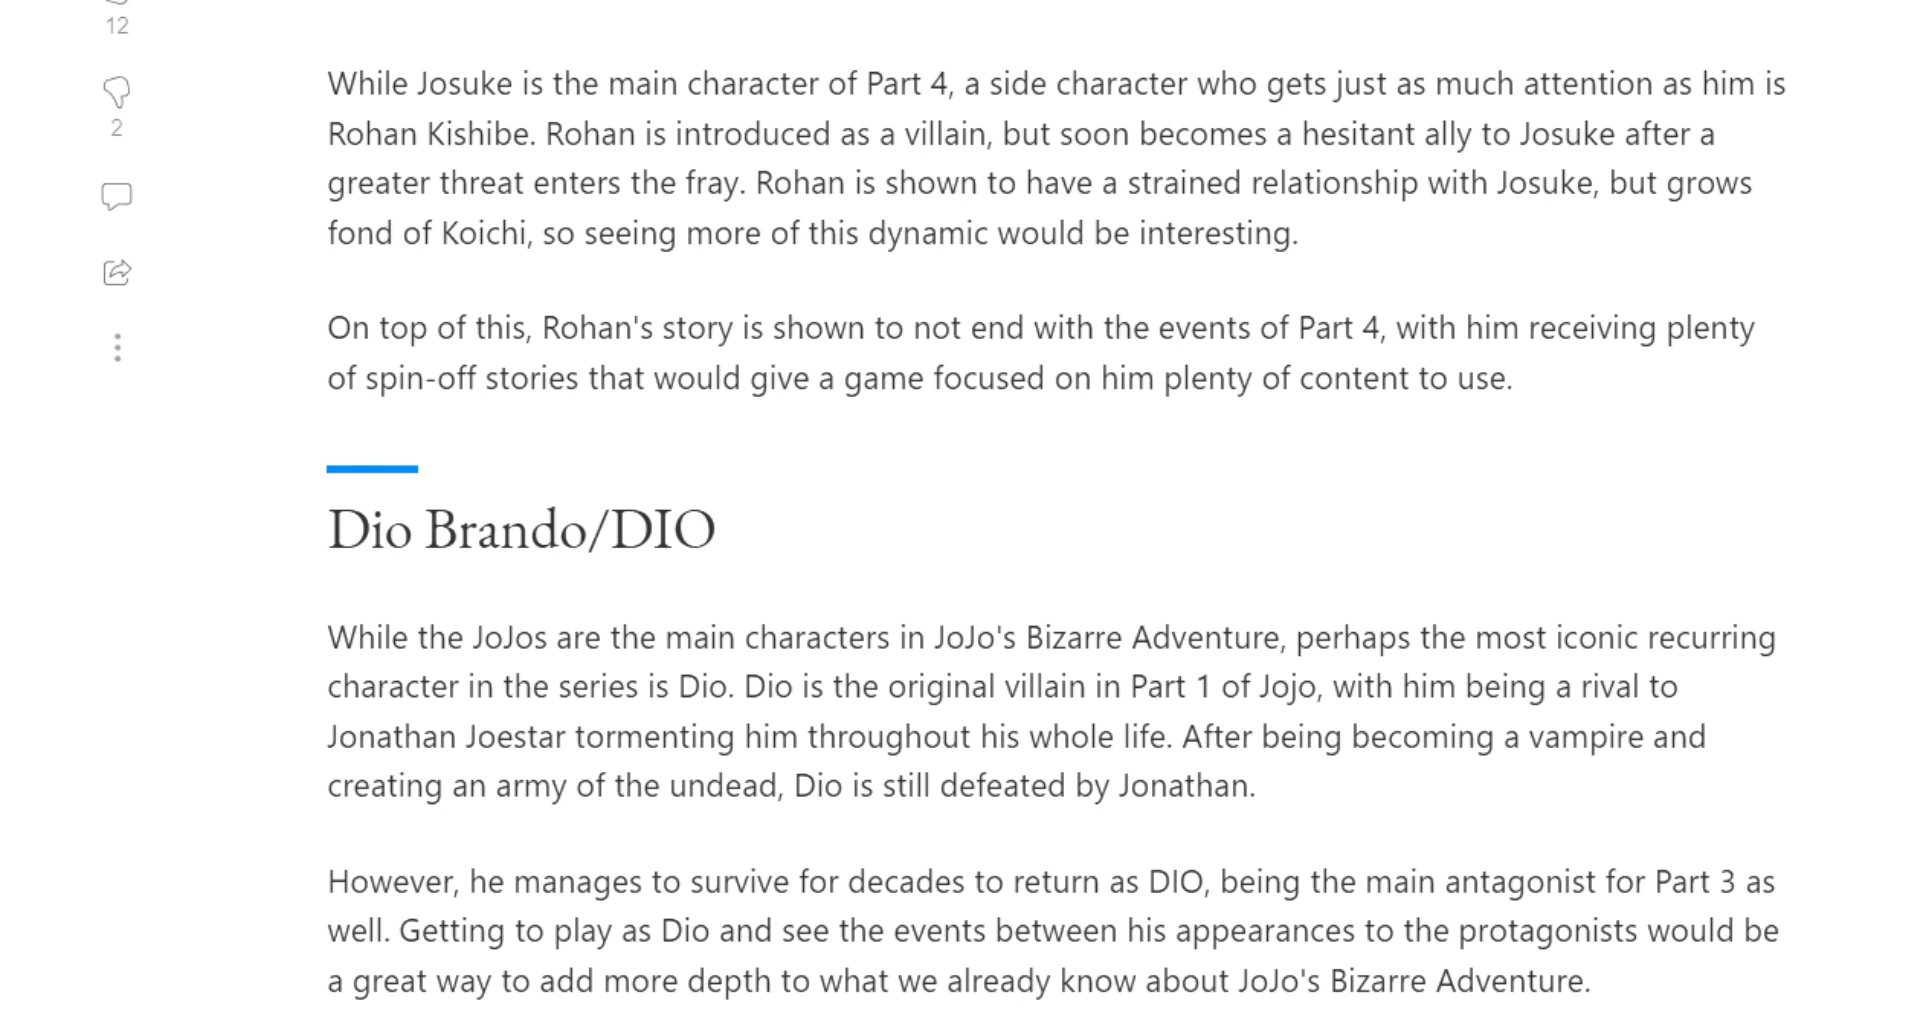 12
2
While Josuke is the main character of Part 4, a side character who gets just as much attention as him is
Rohan Kishibe. Rohan is introduced as a villain, but soon becomes a hesitant ally to Josuke after a
greater threat enters the fray. Rohan is shown to have a strained relationship with Josuke, but grows
fond of Koichi, so seeing more of this dynamic would be interesting.
On top of this, Rohan's story is shown to not end with the events of Part 4, with him receiving plenty
of spin-off stories that would give a game focused on him plenty of content to use.
Dio Brando/DIO
While the JoJos are the main characters in JoJo's Bizarre Adventure, perhaps the most iconic recurring
character in the series is Dio. Dio is the original villain in Part 1 of Jojo, with him being a rival to
Jonathan Joestar tormenting him throughout his whole life. After being becoming a vampire and
creating an army of the undead, Dio is still defeated by Jonathan.
However, he manages to survive for decades to return as DIO, being the main antagonist for Part 3 as
well. Getting to play as Dio and see the events between his appearances to the protagonists would be
a great way to add more depth to what we already know about JoJo's Bizarre Adventure.